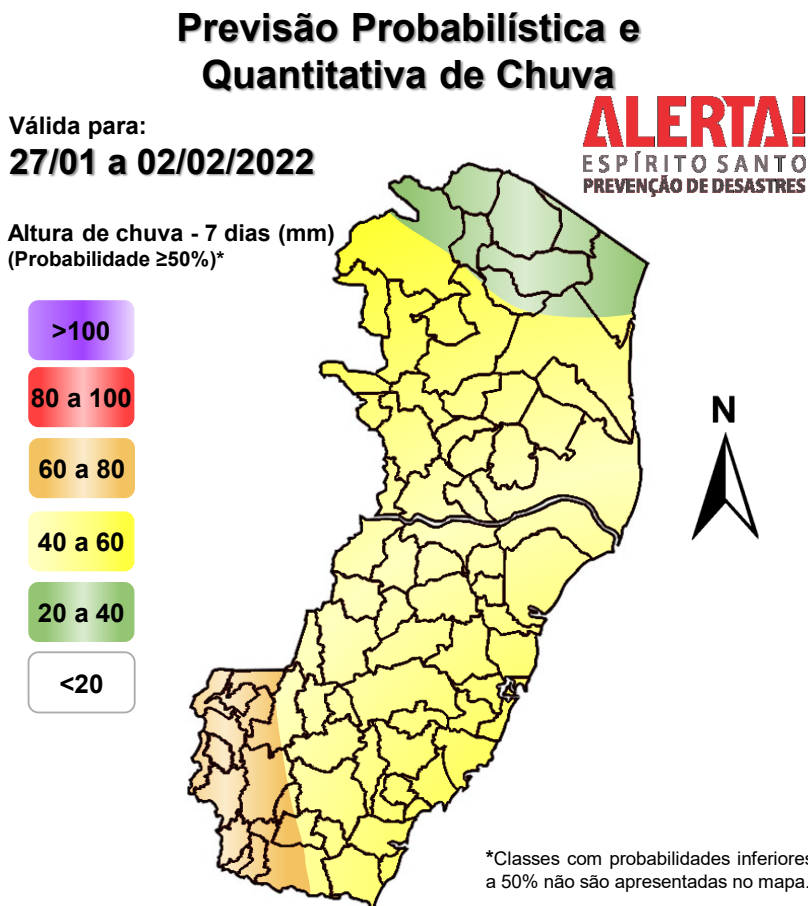 Previsão Probabilística e
Quantitativa de Chuva
Válida para:
27/01 a 02/02/2022
ALERTA!
ESPÍRITO SANTO
PREVENÇÃO DE DESASTRES
Altura de chuva - 7 dias (mm)
(Probabilidade ≥50%)*
>100
80 a 100
60 a 80
40 a 60
20 a 40
<20
N
*Classes com probabilidades inferiores
a 50% não são apresentadas no mapa.